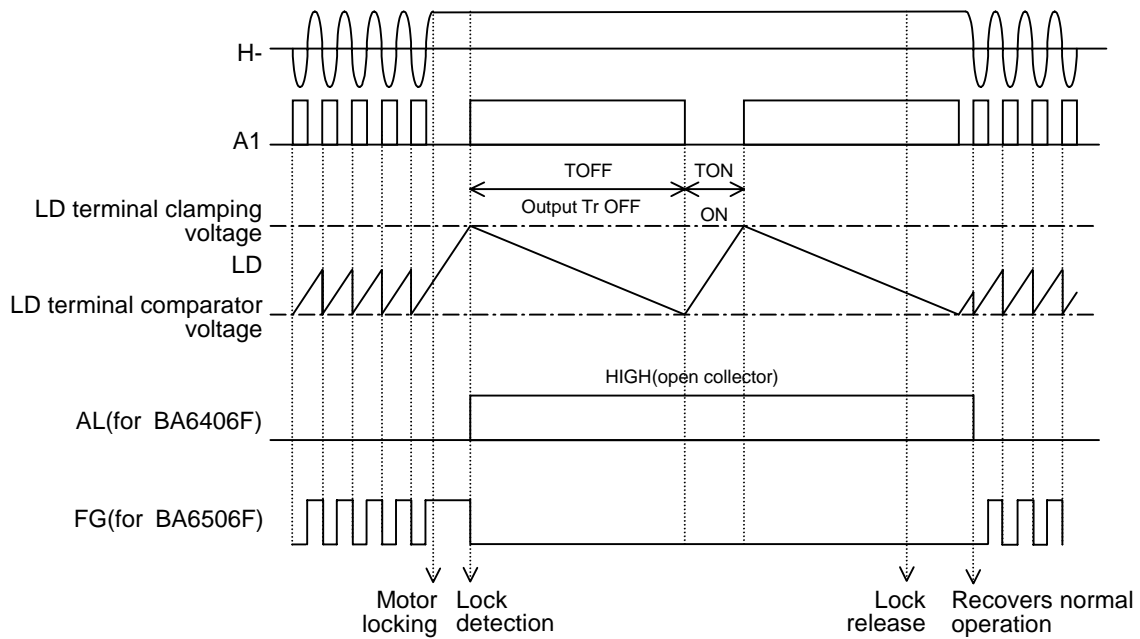 H-
A1
TOFF
TON
Output Tr OFF
ON
LD terminal clamping
voltage
LD
LD terminal comparator
voltage
HIGH(open collector)
AL(for BA6406F)
FG(for BA6506F)
Motor
locking
Lock
detection
Lock
release
Recovers normal
operation